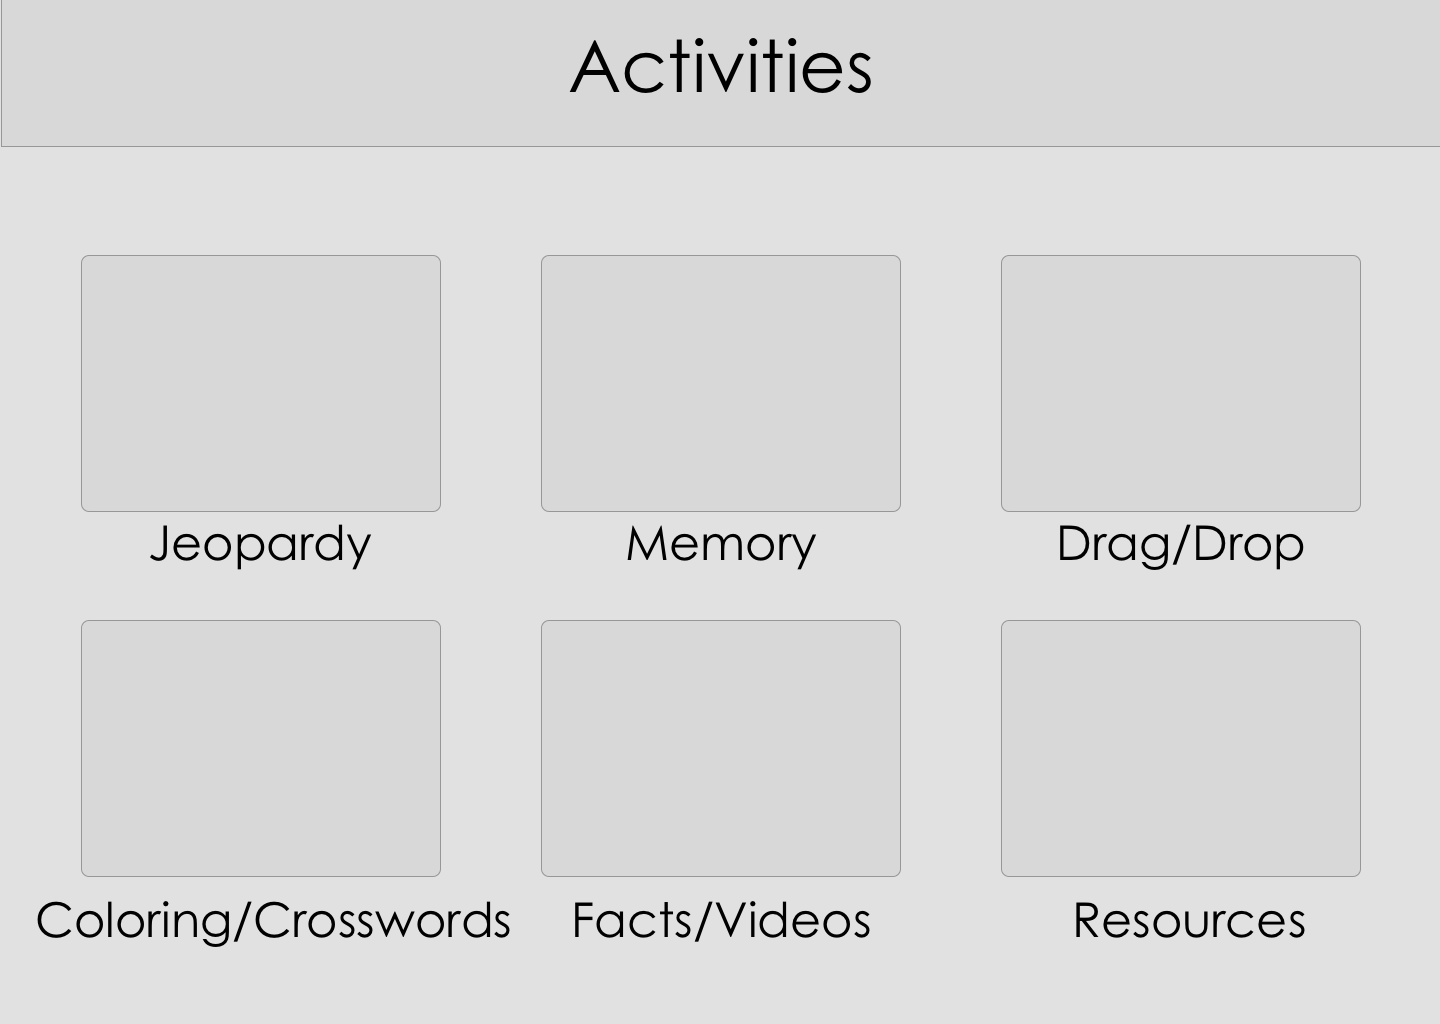 Activities
Jeopardy
Memory
Drag/Drop
Coloring/Crosswords
Facts/Videos
Resources